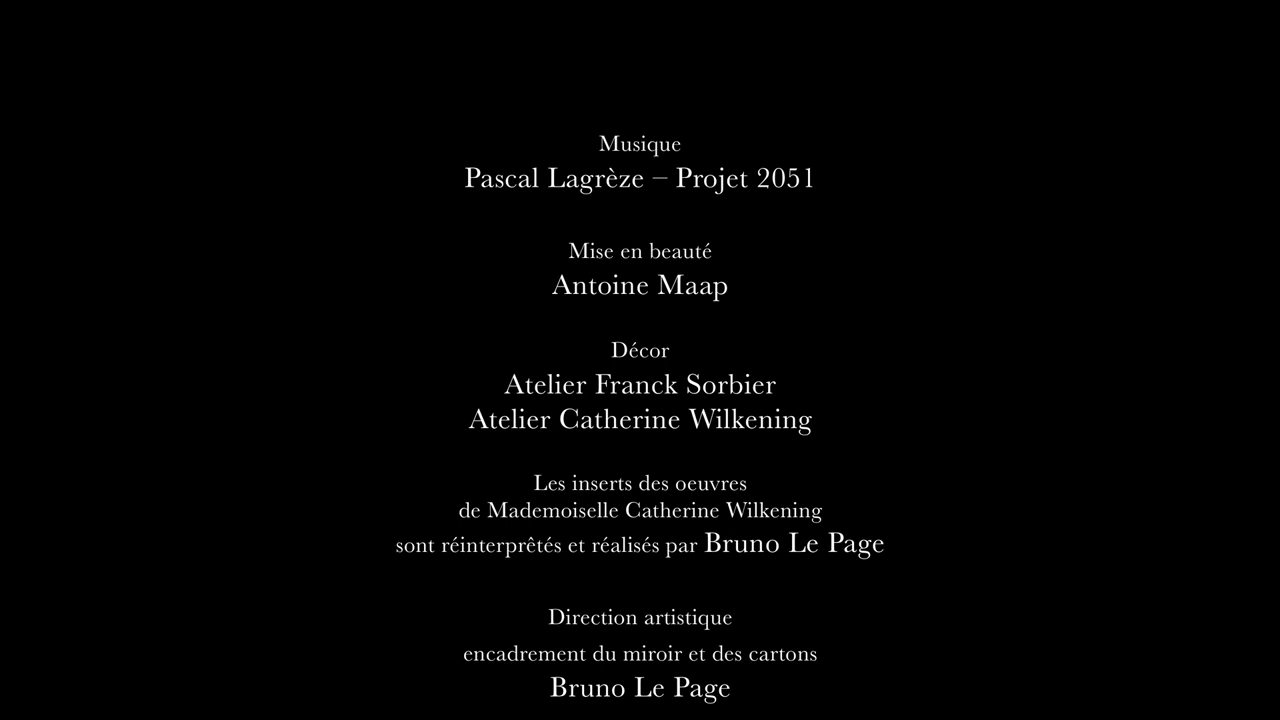 Musique
Pascal Lagrèze – Projet 2051
Mise en beauté
Antoine Maap
Décor
Atelier Franck Sorbier
Atelier Catherine Wilkening
Les inserts des oeuvres
de Mademoiselle Catherine Wilkening
sont réinterprêtés et réalisés par Bruno Le Page
Direction artistique
encadrement du miroir et des cartons
Bruno Le Page